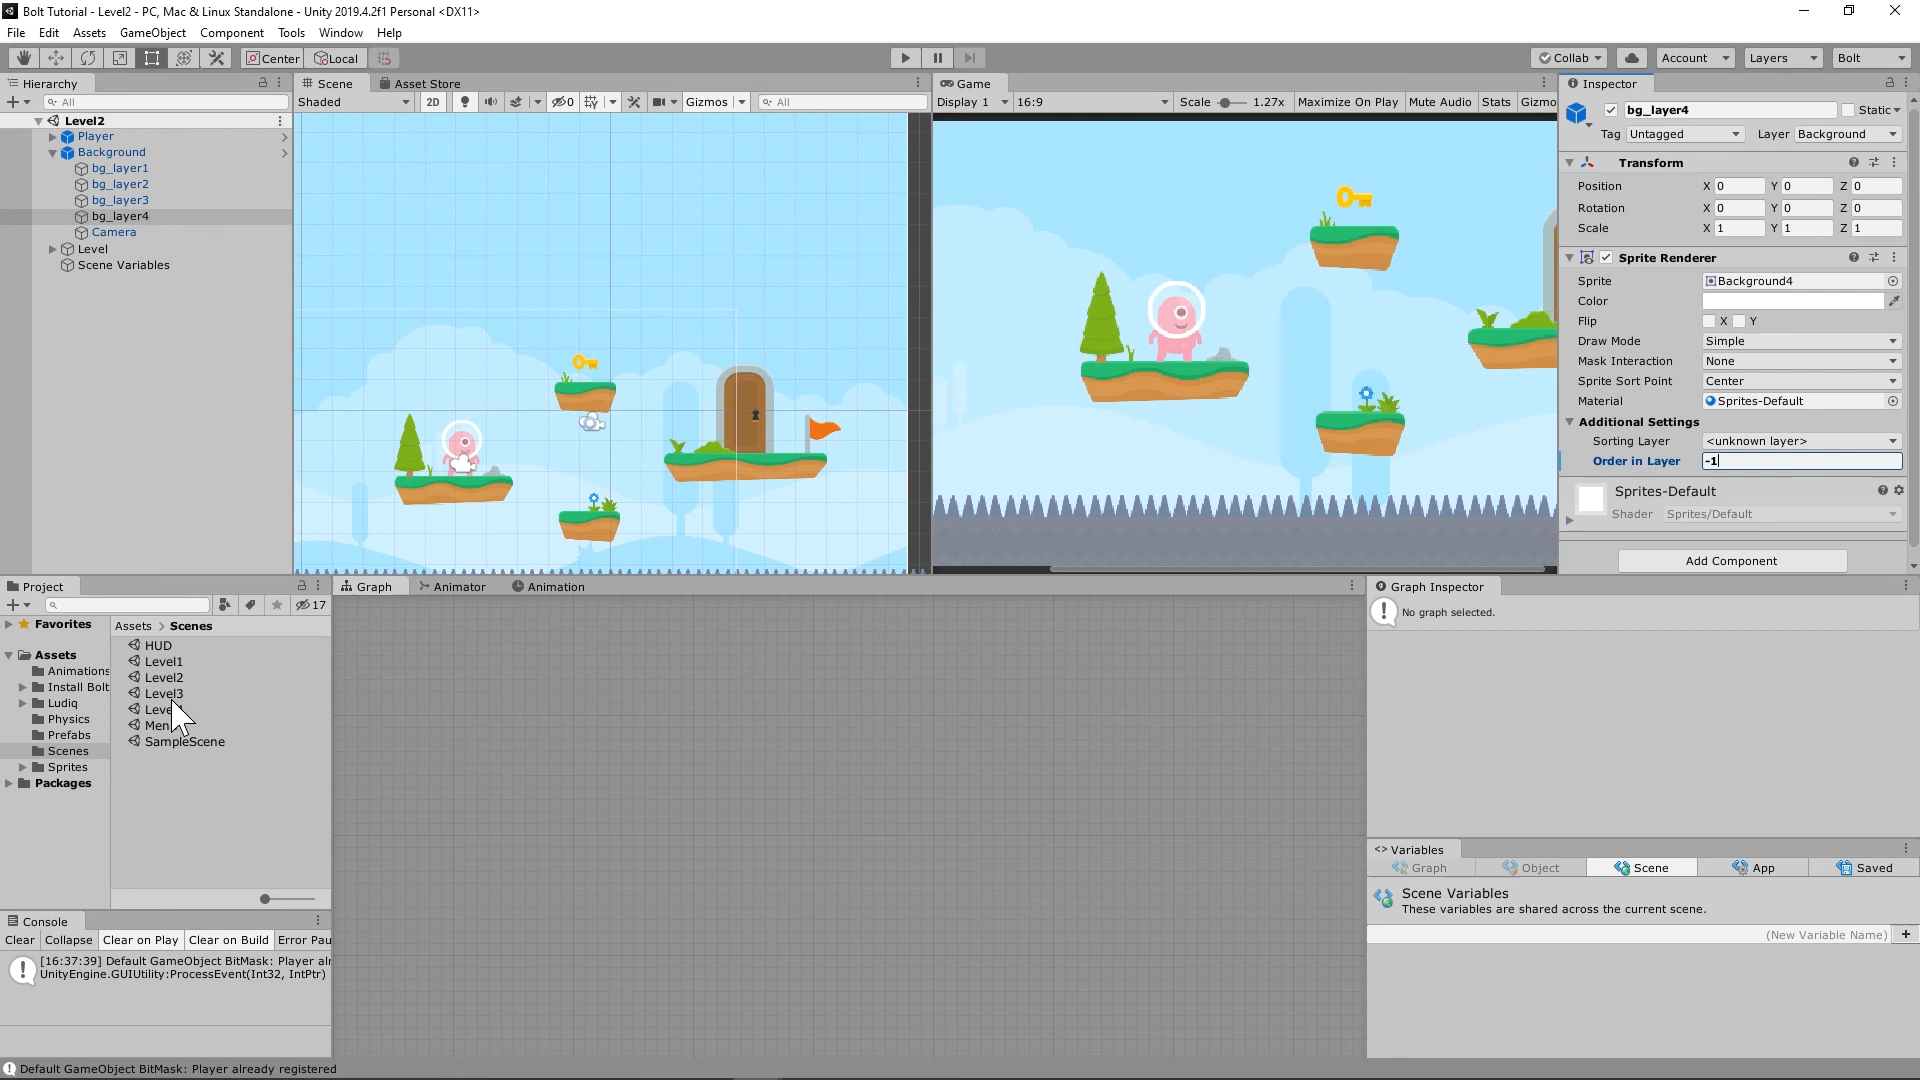 Bolt Tutorial - Level2 - PC, Mac & Linux Standalone - Unity 2019.4.2f1 Personal <DX11>
File Edit Assets GameObject Component Tools Window Help
Center Local Collab Account Layers Bolt
Hierarchy
All
Level2
Player
Background
bg_layer1
bg_layer2
bg_layer3
bg_layer4
Camera
Level
Scene Variables
Scene Asset Store
Shaded 2D 0 Gizmos All
Game
Display 1 16:9 Scale 1.27x Maximize On Play Mute Audio Stats Gizmo
Inspector
bg_layer4 Static
Tag Untagged Layer Background
Transform
Position X 0 Y 0 Z 0
Rotation X 0 Y 0 Z 0
Scale X 1 Y 1 Z 1
Sprite Renderer
Sprite Background4
Color
Flip X Y
Draw Mode Simple
Mask Interaction None
Sprite Sort Point Center
Material Sprites-Default
Additional Settings
Sorting Layer <unknown layer>
Order in Layer -1
Sprites-Default
Shader Sprites/Default
Add Component
Project
17
Favorites
Assets
Animations
Install Bolt
Ludiq
Physics
Prefabs
Scenes
Sprites
Packages
Assets > Scenes
HUD
Level1
Level2
Level3
SampleScene
Console
Clear Collapse Clear on Play Clear on Build Error Pau
[16:37:39] Default GameObject BitMask: Player alr
UnityEngine.GUIUtility:ProcessEvent(Int32, IntPtr)
Graph Animator Animation
Graph Inspector
No graph selected.
<> Variables
Graph Object Scene App Saved
Scene Variables
These variables are shared across the current scene.
(New Variable Name) +
Default GameObject BitMask: Player already registered